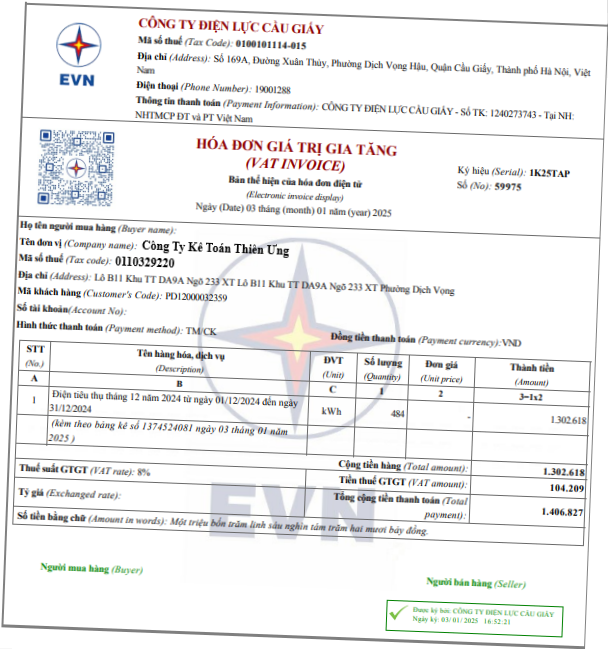 CÔNG TY ĐIỆN LỰC CẦU GIẤY
Mã số thuế (Tax Code): 0100101114-015
Địa chỉ (Address): Số 169A, Đường Xuân Thủy, Phường Dịch Vọng Hậu, Quận Cầu Giấy, Thành phố Hà Nội, Việt
Nam
Điện thoại (Phone Number): 19001288
Thông tin thanh toán (Payment Information): CÔNG TY ĐIỆN LỰC CẦU GIẤY - Số TK: 1240273743 - Tại NH:
NHTMCP ĐT và PT Việt Nam
EVN
HÓA ĐƠN GIÁ TRỊ GIA TĂNG
(VAT INVOICE)
Bản thể hiện của hóa đơn điện tử
(Electronic invoice display)
Ngày (Date) 03 tháng (month) 01 năm (year) 2025
Ký hiệu (Serial): 1K25TAP
Số (No): 59975
Họ tên người mua hàng (Buyer name):
Tên đơn vị (Company name): Công Ty Kế Toán Thiên Ưng
Mã số thuế (Tax code): 0110329220
Địa chỉ (Address): Lô B11 Khu TT DA9A Ngõ 233 XT Lô B11 Khu TT DA9A Ngõ 233 XT Phường Dịch Vọng
Mã khách hàng (Customer's Code): PD12000032359
Số tài khoản(Account No):
Hình thức thanh toán (Payment method): TM/CK
Đồng tiền thanh toán (Payment currency):VND
STT Tên hàng hóa, dịch vụ ĐVT Số lượng Đơn giá Thành tiền
(No.) (Description) (Unit) (Quantity) (Unit price) (Amount)
A B C 1 2 3=1x2
1 Điện tiêu thụ tháng 12 năm 2024 từ ngày 01/12/2024 đến ngày kWh 484 - 1.302.618
31/12/2024
(kèm theo bảng kê số 1374524081 ngày 03 tháng 01 năm
2025 )
Cộng tiền hàng (Total amount): 1.302.618
Thuế suất GTGT (VAT rate): 8% Tiền thuế GTGT (VAT amount): 104.209
Tỷ giá (Exchanged rate): Tổng cộng tiền thanh toán (Total
payment): 1.406.827
Số tiền bằng chữ (Amount in words): Một triệu bốn trăm linh sáu nghìn tám trăm hai mươi bảy đồng.
EVN
Người mua hàng (Buyer)
Người bán hàng (Seller)
Được ký bởi: CÔNG TY ĐIỆN LỰC CẦU GIẤY
Ngày ký: 03/01/2025 16:52:21